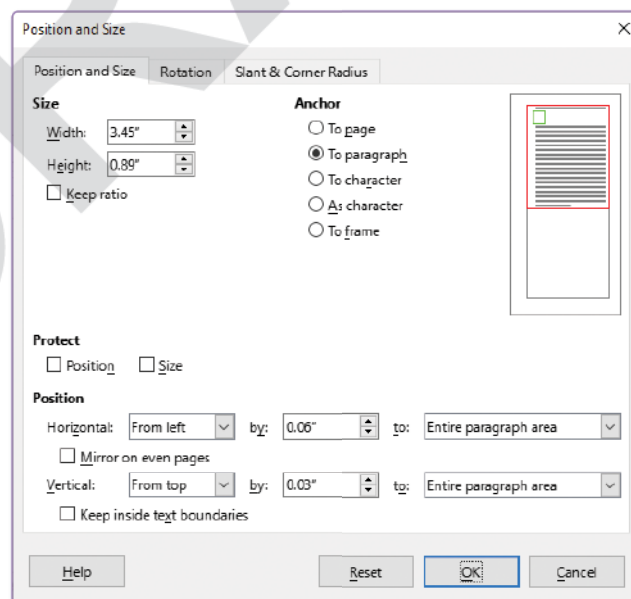 Position and Size
Position and Size Rotation Slant & Corner Radius
Size
Width: 3.45"
Height: 0.89"
Keep ratio
Anchor
To page
To paragraph
To character
As character
To frame
Protect
Position Size
Position
Horizontal: From left by: 0.06" to: Entire paragraph area
Mirror on even pages
Vertical: From top by: 0.03" to: Entire paragraph area
Keep inside text boundaries
Help Reset OK Cancel